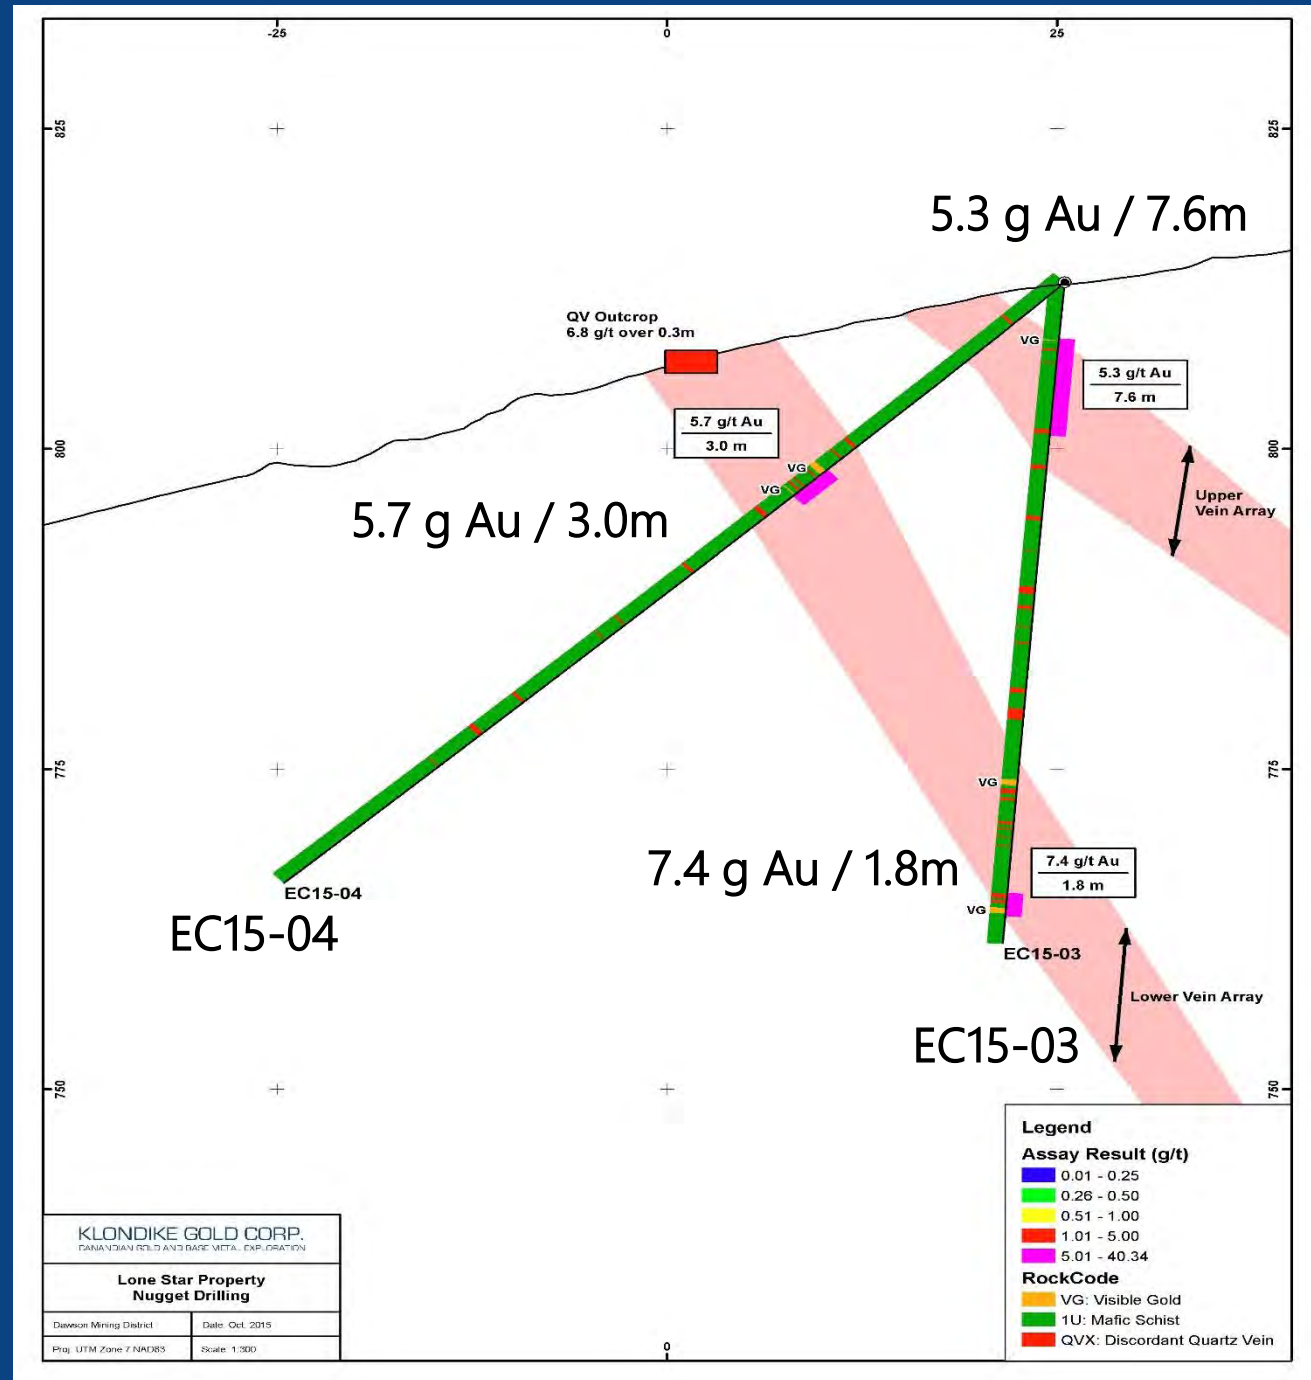 -25
0
25
825
825
5.3 g Au / 7.6m
QV Outcrop
6.8 g/t over 0.3m
VG
5.3 g/t Au
7.6 m
5.7 g/t Au
3.0 m
800
800
VG
VG
Upper
Vein Array
5.7 g Au / 3.0m
775
775
VG
7.4 g Au / 1.8m
7.4 g/t Au
1.8 m
EC15-04
VG
EC15-04
EC15-03
Lower Vein Array
EC15-03
750
750
Legend
Assay Result (g/t)
0.01 - 0.25
0.26 - 0.50
0.51 - 1.00
1.01 - 5.00
5.01 - 40.34
RockCode
VG: Visible Gold
1U: Mafic Schist
QVX: Discordant Quartz Vein
KLONDIKE GOLD CORP.
CANANDIAN GOLD AND BASE METAL EXPLORATION
Lone Star Property
Nugget Drilling
Dawson Mining District
Date: Oct. 2015
Proj: UTM Zone 7 NAD83
Scale: 1:300
0